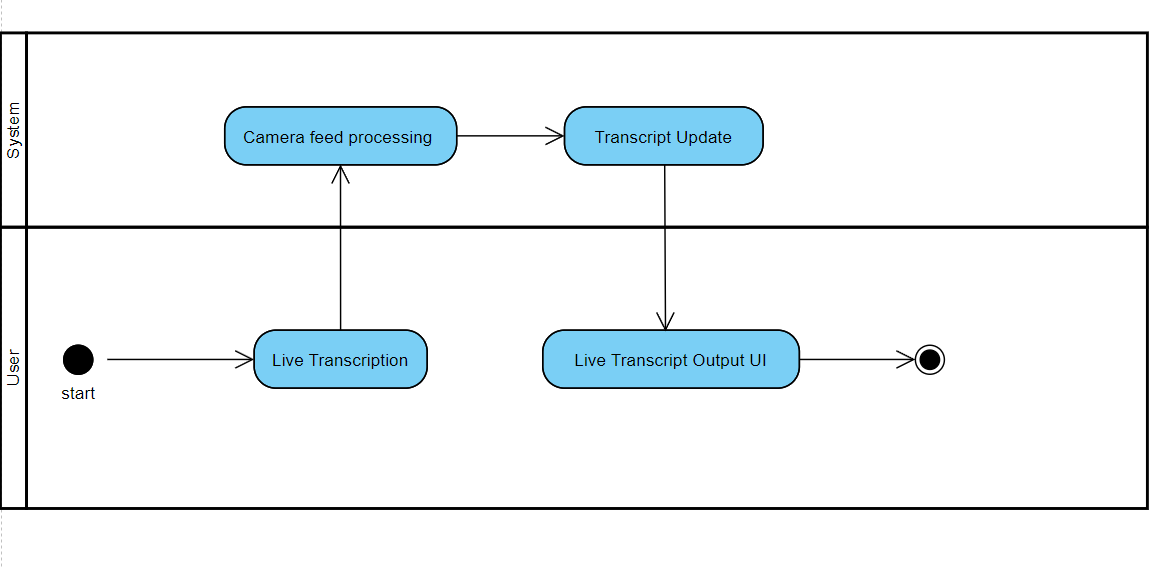 System
Camera feed processing
Transcript Update
User
start
Live Transcription
Live Transcript Output UI